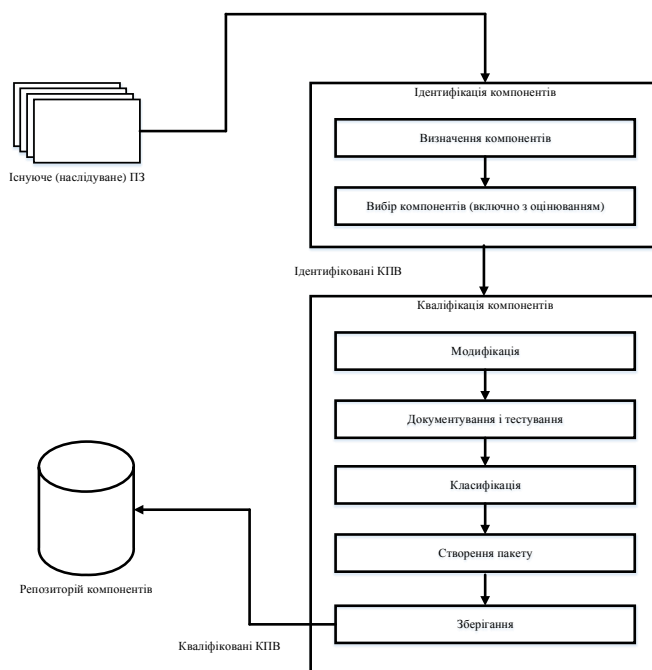 Ідентифікація компонентів
Визначення компонентів
Існуюче (наслідуване) ПЗ
Вибір компонентів (включно з оцінюванням)
Ідентифіковані КПВ
Кваліфікація компонентів
Модифікація
Документування і тестування
Класифікація
Створення пакету
Репозиторій компонентів
Зберігання
Кваліфіковані КПВ